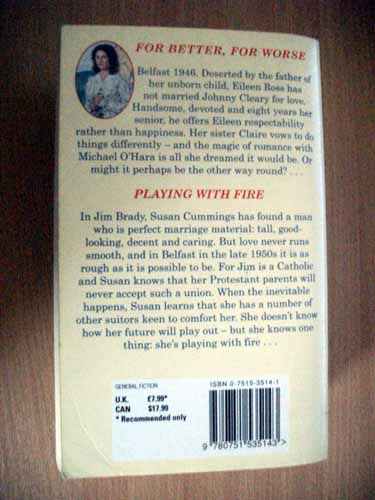 FOR BETTER, FOR WORSE
Belfast 1946. Deserted by the father of
her unborn child, Eileen Ross has
not married Johnny Cleary for love.
Handsome, devoted and eight years her
senior, he offers Eileen respectability
rather than happiness. Her sister Claire vows to do
things differently – and the magic of romance with
Michael O'Hara is all she dreamed it would be. Or
might it perhaps be the other way round? . . .
PLAYING WITH FIRE
In Jim Brady, Susan Cummings has found a man
who is perfect marriage material: tall, good-
looking, decent and caring. But love never runs
smooth, and in Belfast in the late 1950s it is as
rough as it is possible to be. For Jim is a Catholic
and Susan knows that her Protestant parents will
never accept such a union. When the inevitable
happens, Susan learns that she has a number of
other suitors keen to comfort her. She doesn't know
how her future will play out – but she knows one
thing: she's playing with fire . . .
GENERAL FICTION
U.K. £7.99*
CAN $17.99
* Recommended only
ISBN 0-7515-3514-1
9 780751 535143 >